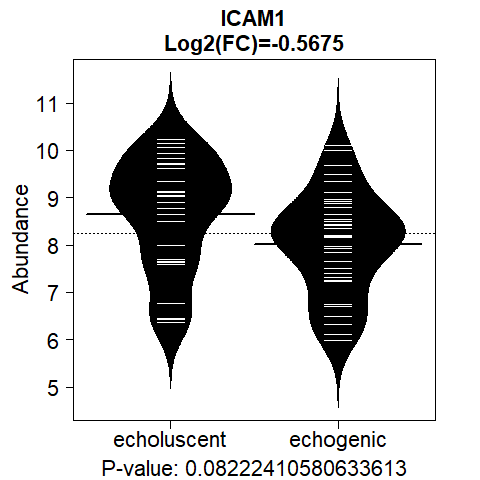 ICAM1
Log2(FC)=-0.5675
Abundance
11
10
9
8
7
6
5
echoluscent echogenic
P-value: 0.08222410580633613